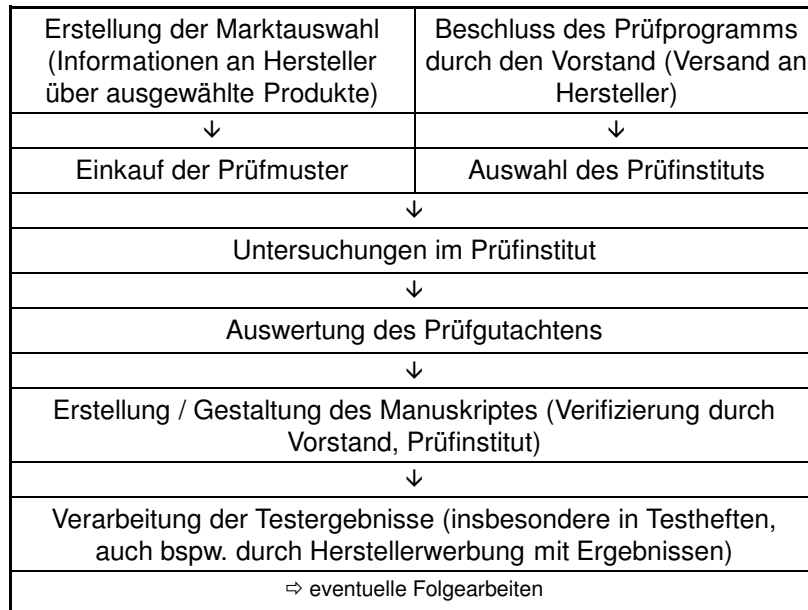 Erstellung der Marktauswahl
(Informationen an Hersteller
über ausgewählte Produkte)
Beschluss des Prüfprogramms
durch den Vorstand (Versand an
Hersteller)
↓ ↓
Einkauf der Prüfmuster
Auswahl des Prüfinstituts
↓
Untersuchungen im Prüfinstitut
↓
Auswertung des Prüfgutachtens
↓
Erstellung / Gestaltung des Manuskriptes (Verifizierung durch
Vorstand, Prüfinstitut)
↓
Verarbeitung der Testergebnisse (insbesondere in Testheften,
auch bspw. durch Herstellerwerbung mit Ergebnissen)
⇨ eventuelle Folgearbeiten